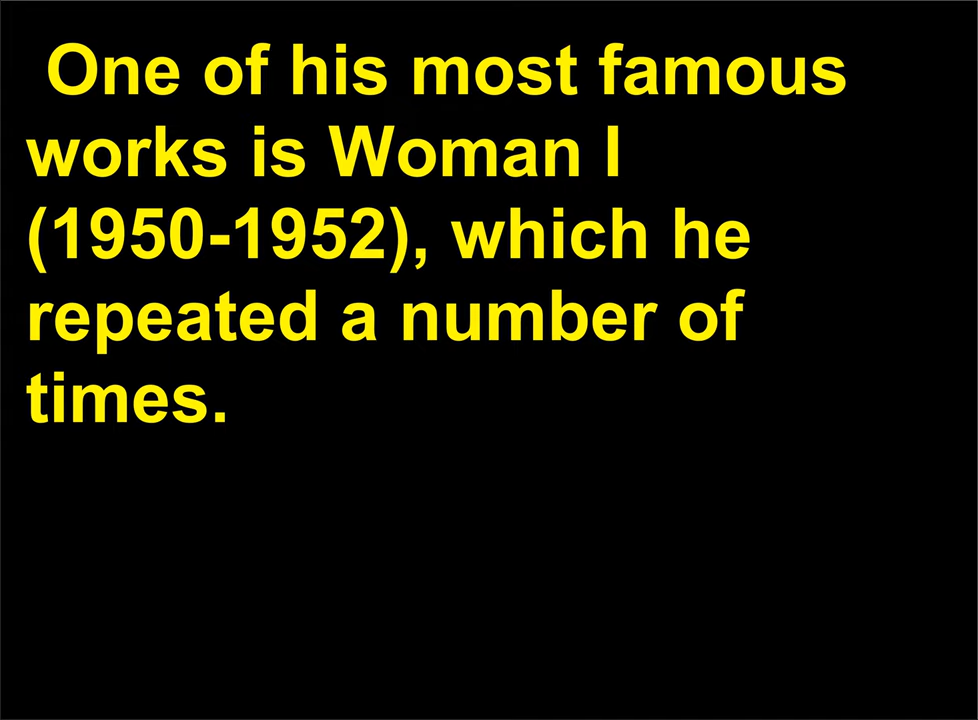 One of his most famous
works is Woman I
(1950-1952), which he
repeated a number of
times.